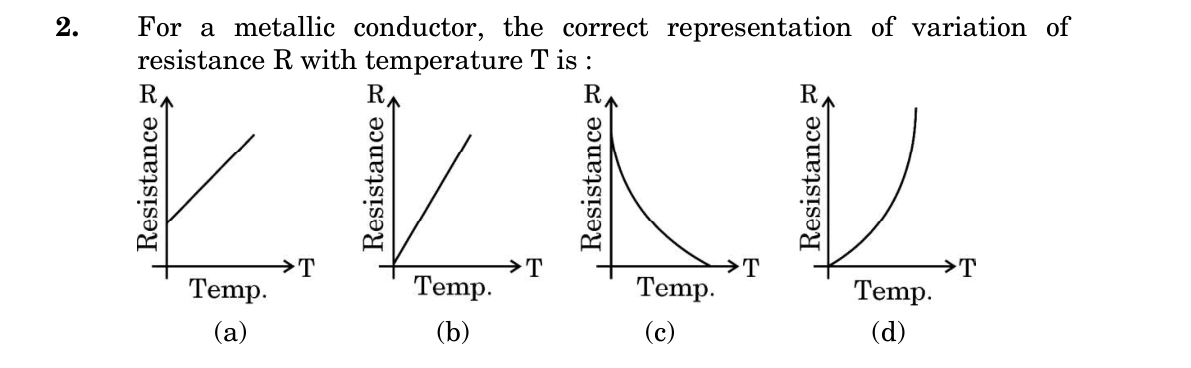 2. For a metallic conductor, the correct representation of variation of
resistance R with temperature T is :
R R R R
Resistance Resistance Resistance Resistance
T T T T
Temp. Temp. Temp. Temp.
(a) (b) (c) (d)